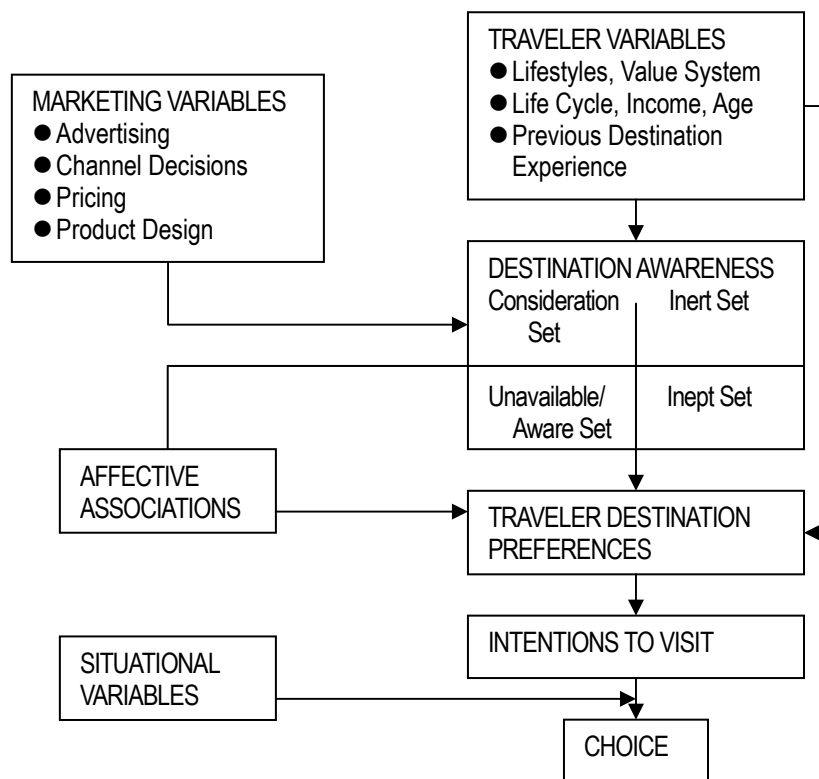 TRAVELER VARIABLES
● Lifestyles, Value System
● Life Cycle, Income, Age
● Previous Destination
Experience
MARKETING VARIABLES
● Advertising
● Channel Decisions
● Pricing
● Product Design
DESTINATION AWARENESS
Consideration
Set
Inert Set
Unavailable/
Aware Set
Inept Set
AFFECTIVE
ASSOCIATIONS
TRAVELER DESTINATION
PREFERENCES
INTENTIONS TO VISIT
SITUATIONAL
VARIABLES
CHOICE